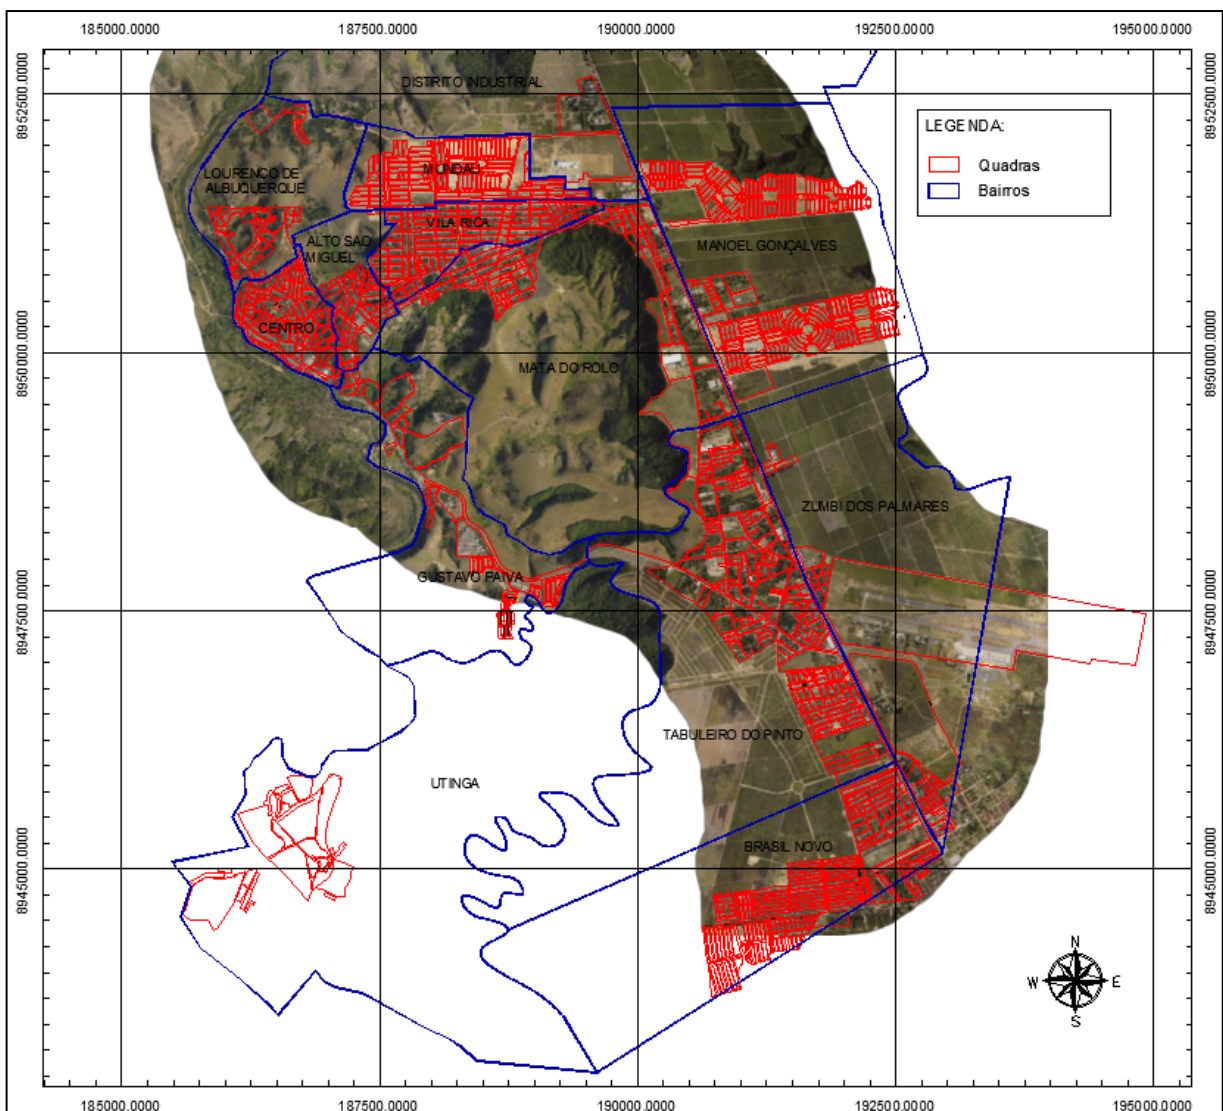 185000.0000 187500.0000 190000.0000 192500.0000 195000.0000
8952500.0000
8950000.0000
8947500.0000
8945000.0000
8952500.0000
8950000.0000
8947500.0000
8945000.0000
DISTRITO INDUSTRIAL
LEGENDA:
Quadras
Bairros
MUNDAÚ
LOURENÇO DE
ALBUQUERQUE
VILA RICA
ALTO SÃO
MIGUEL
MANOEL GONÇALVES
CENTRO
MATA DO ROLO
ZUMBI DOS PALMARES
GUSTAVO PAIVA
TABULEIRO DO PINTO
UTINGA
BRASIL NOVO
N
W E
S
185000.0000 187500.0000 190000.0000 192500.0000 195000.0000